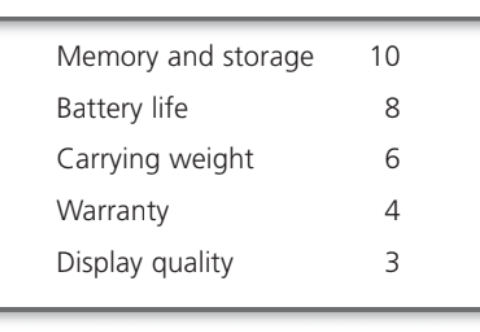 Memory and storage 10
Battery life 8
Carrying weight 6
Warranty 4
Display quality 3